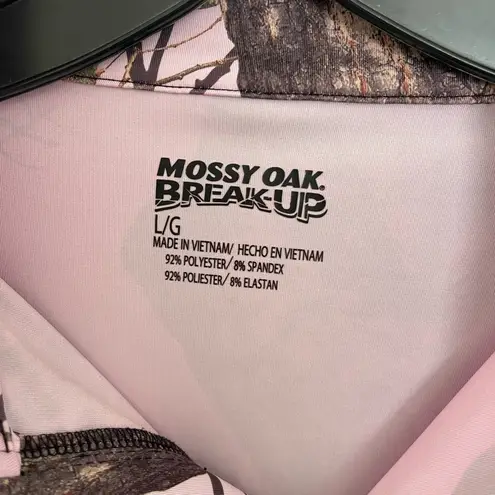 MOSSY OAK®
BREAK-UP
L/G
MADE IN VIETNAM/ HECHO EN VIETNAM
92% POLYESTER/8% SPANDEX
92% POLIESTER/8% ELASTAN